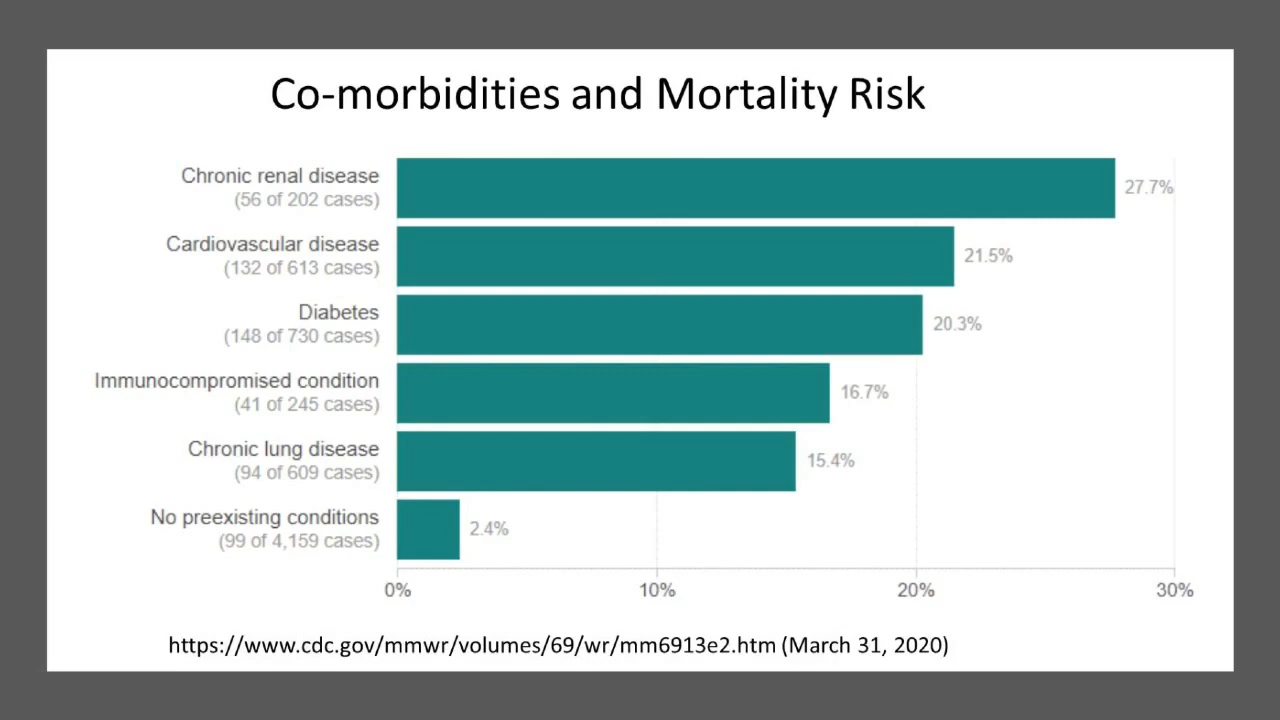 Co-morbidities and Mortality Risk
Chronic renal disease
(56 of 202 cases)
27.7%
Cardiovascular disease
(132 of 613 cases)
21.5%
Diabetes
(148 of 730 cases)
20.3%
Immunocompromised condition
(41 of 245 cases)
16.7%
Chronic lung disease
(94 of 609 cases)
15.4%
No preexisting conditions
(99 of 4,159 cases)
2.4%
0% 10% 20% 30%
https://www.cdc.gov/mmwr/volumes/69/wr/mm6913e2.htm (March 31, 2020)